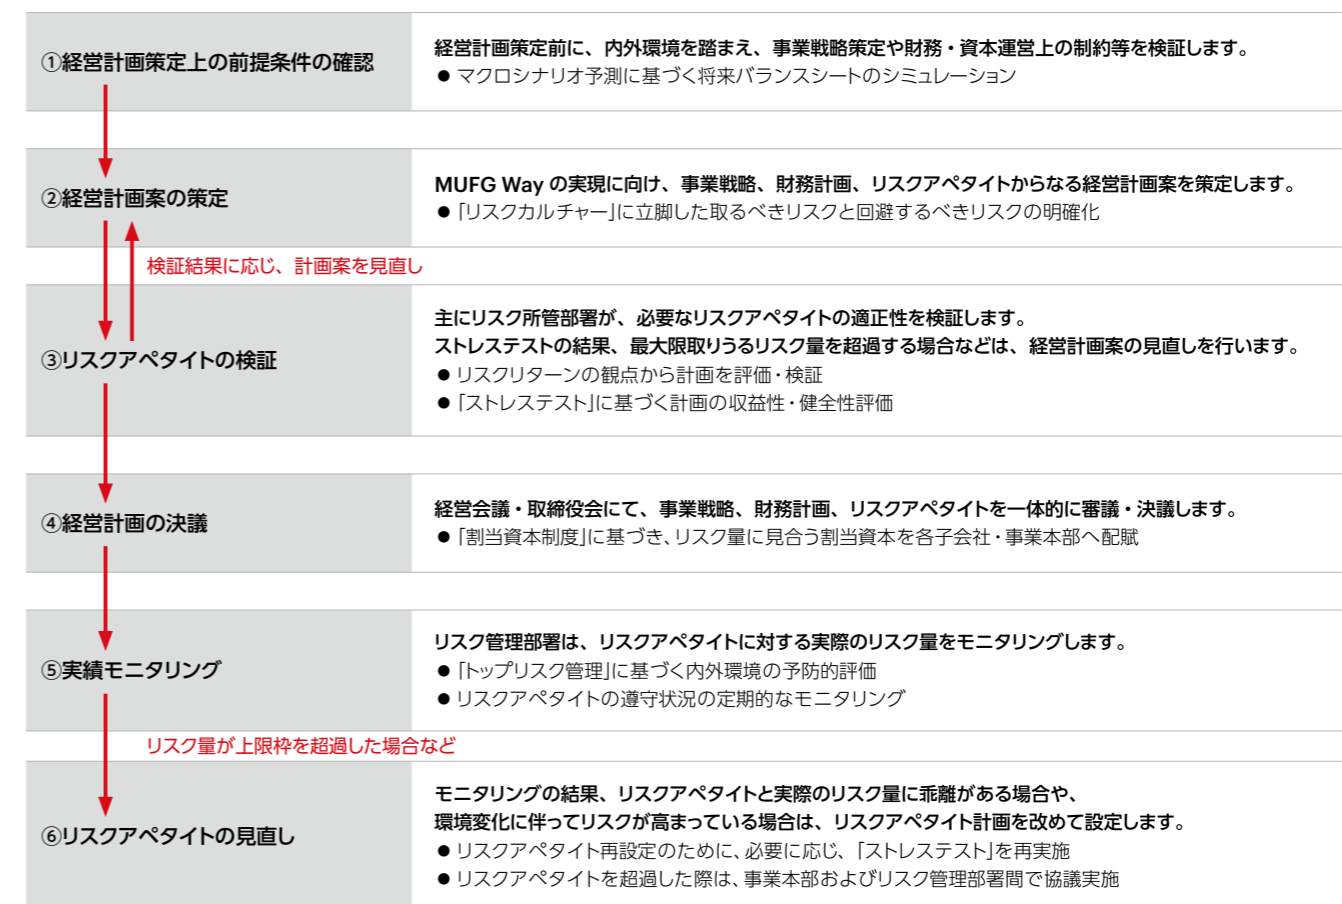 ①経営計画策定上の前提条件の確認
経営計画策定前に、内外環境を踏まえ、事業戦略策定や財務・資本運営上の制約等を検証します。
● マクロシナリオ予測に基づく将来バランスシートのシミュレーション
②経営計画案の策定
MUFG Way の実現に向け、事業戦略、財務計画、リスクアペタイトからなる経営計画案を策定します。
● 「リスクカルチャー」に立脚した取るべきリスクと回避するべきリスクの明確化
検証結果に応じ、計画案を見直し
③リスクアペタイトの検証
主にリスク所管部署が、必要なリスクアペタイトの適正性を検証します。
ストレステストの結果、最大限取りうるリスク量を超過する場合などは、経営計画案の見直しを行います。
● リスクリターンの観点から計画を評価・検証
● 「ストレステスト」に基づく計画の収益性・健全性評価
④経営計画の決議
経営会議・取締役会にて、事業戦略、財務計画、リスクアペタイトを一体的に審議・決議します。
● 「割当資本制度」に基づき、リスク量に見合う割当資本を各子会社・事業本部へ配賦
⑤実績モニタリング
リスク管理部署は、リスクアペタイトに対する実際のリスク量をモニタリングします。
● 「トップリスク管理」に基づく内外環境の予防的評価
● リスクアペタイトの遵守状況の定期的なモニタリング
リスク量が上限枠を超過した場合など
⑥リスクアペタイトの見直し
モニタリングの結果、リスクアペタイトと実際のリスク量に乖離がある場合や、
環境変化に伴ってリスクが高まっている場合は、リスクアペタイト計画を改めて設定します。
● リスクアペタイト再設定のために、必要に応じ、「ストレステスト」を再実施
● リスクアペタイトを超過した際は、事業本部およびリスク管理部署間で協議実施